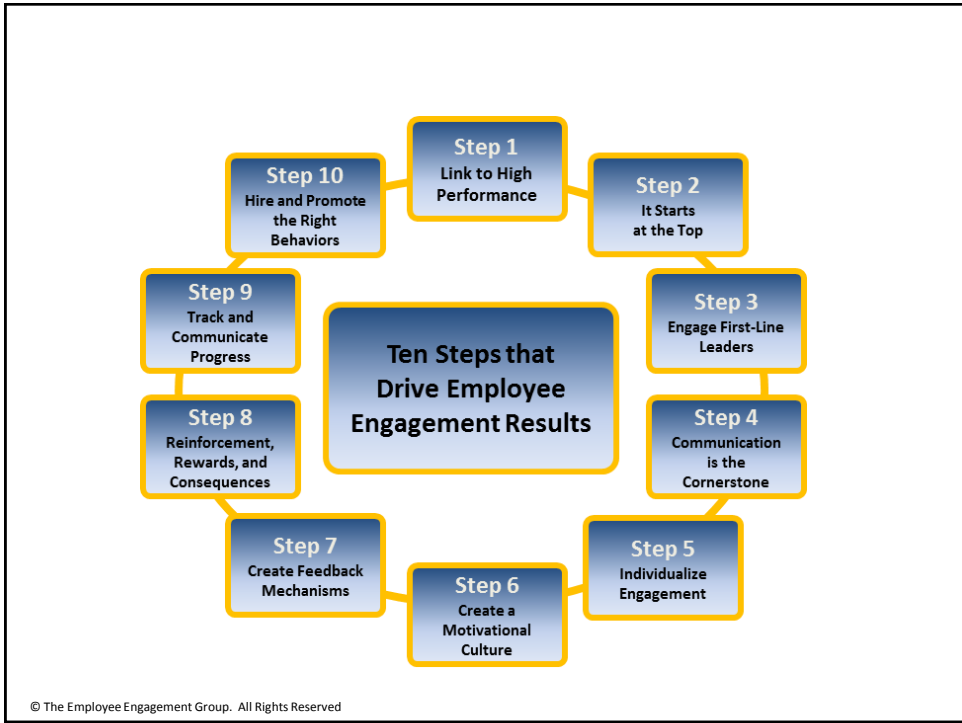 Step 1
Link to High
Performance
Step 2
It Starts
at the Top
Step 3
Engage First-Line
Leaders
Step 4
Communication
is the
Cornerstone
Step 5
Individualize
Engagement
Step 6
Create a
Motivational
Culture
Step 7
Create Feedback
Mechanisms
Step 8
Reinforcement,
Rewards, and
Consequences
Step 9
Track and
Communicate
Progress
Step 10
Hire and Promote
the Right
Behaviors
Ten Steps that
Drive Employee
Engagement Results
© The Employee Engagement Group.  All Rights Reserved